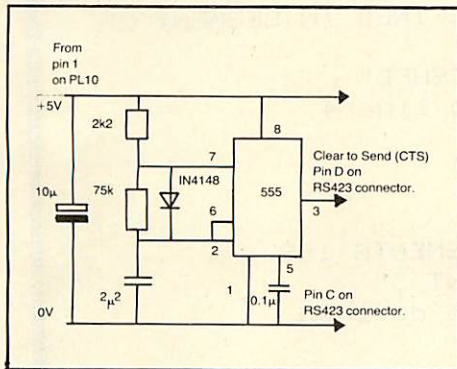 From
pin 1
on PL10
+5V
2k2
8
7
Clear to Send (CTS)
Pin D on
RS423 connector.
IN4148
75k
555
10µ
6
3
2
5
2µ2
1
0.1µ
Pin C on
RS423 connector.
0V